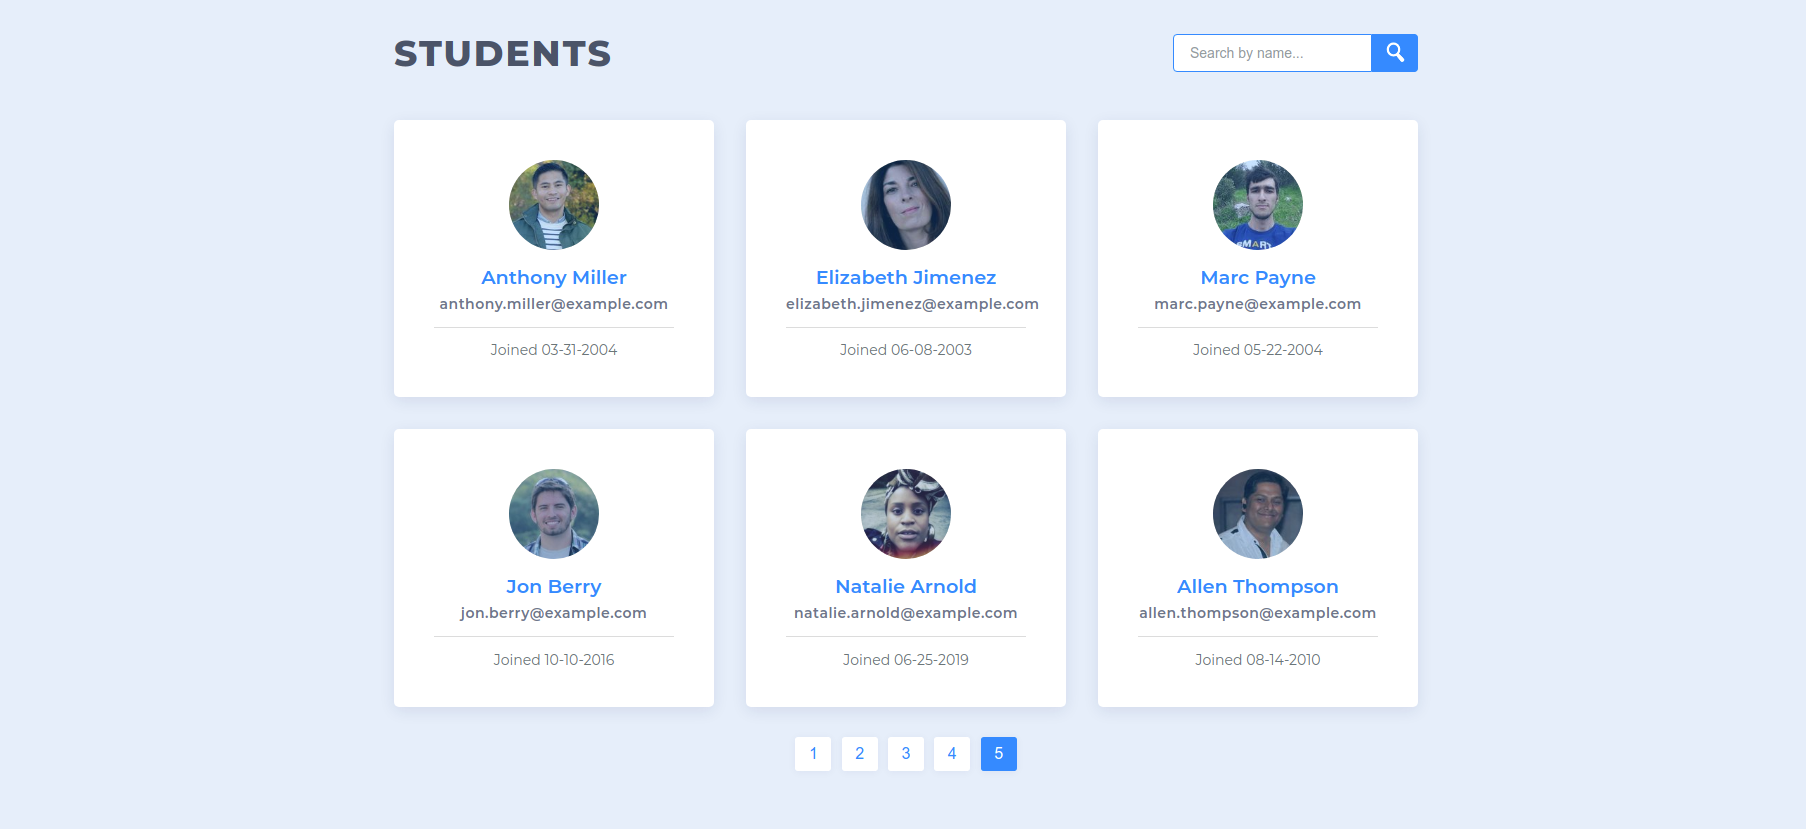 STUDENTS
Search by name...
Anthony Miller
anthony.miller@example.com
Joined 03-31-2004
Elizabeth Jimenez
elizabeth.jimenez@example.com
Joined 06-08-2003
SMART
Marc Payne
marc.payne@example.com
Joined 05-22-2004
Jon Berry
jon.berry@example.com
Joined 10-10-2016
Natalie Arnold
natalie.arnold@example.com
Joined 06-25-2019
Allen Thompson
allen.thompson@example.com
Joined 08-14-2010
1 2 3 4 5